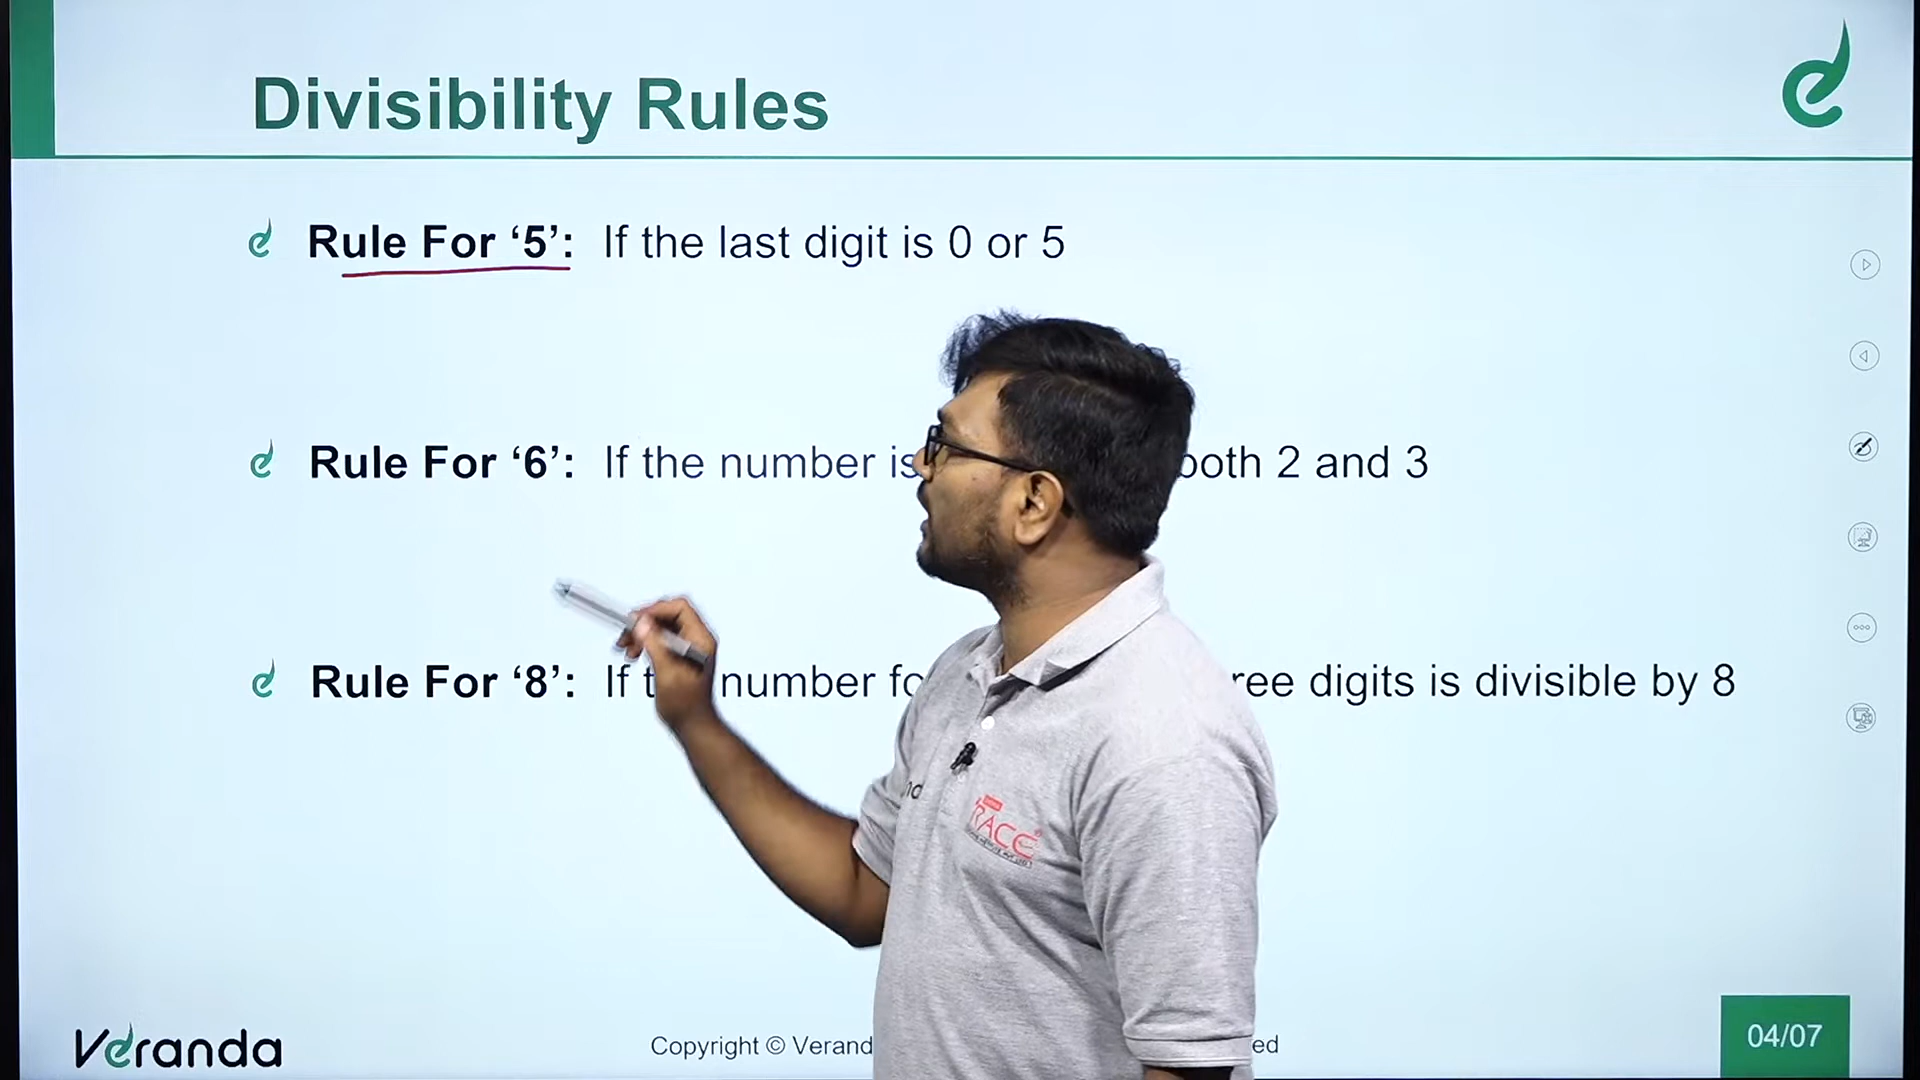 Divisibility Rules
Rule For ‘5’: If the last digit is 0 or 5
Rule For ‘6’: If the number is both 2 and 3
Rule For ‘8’: If number ree digits is divisible by 8
RACE
Veranda
Copyright © Verand ed
04/07